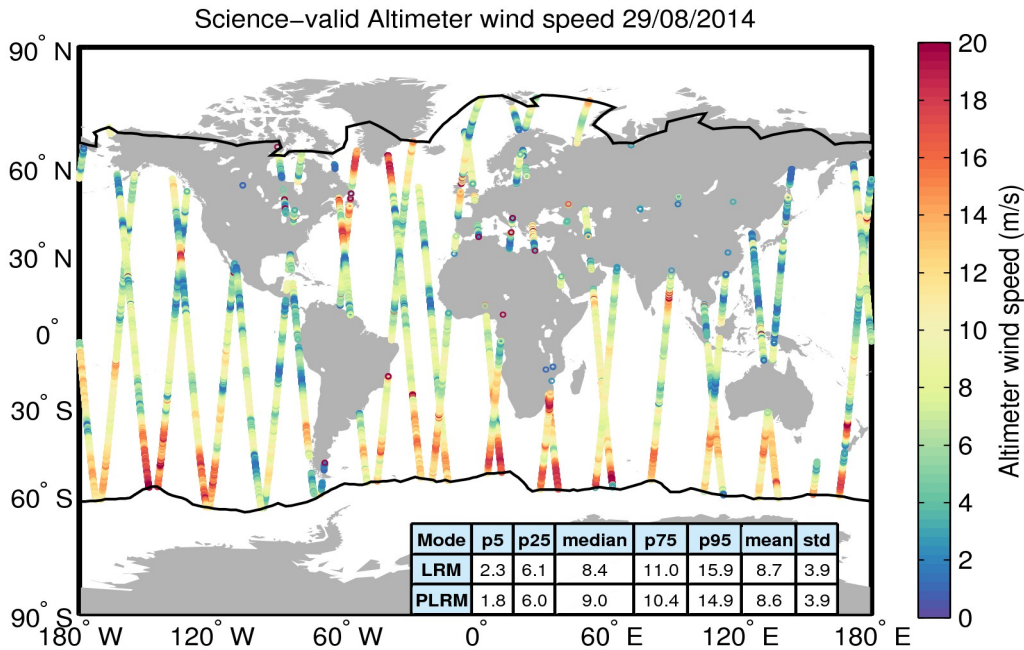 Science−valid Altimeter wind speed 29/08/2014
90° N
60° N
30° N
0°
30° S
60° S
90° S
180° W
120° W
60° W
0°
60° E
120° E
180° E
Mode p5 p25 median p75 p95 mean std
LRM 2.3 6.1 8.4 11.0 15.9 8.7 3.9
PLRM 1.8 6.0 9.0 10.4 14.9 8.6 3.9
20
18
16
14
12
10
8
6
4
2
0
Altimeter wind speed (m/s)